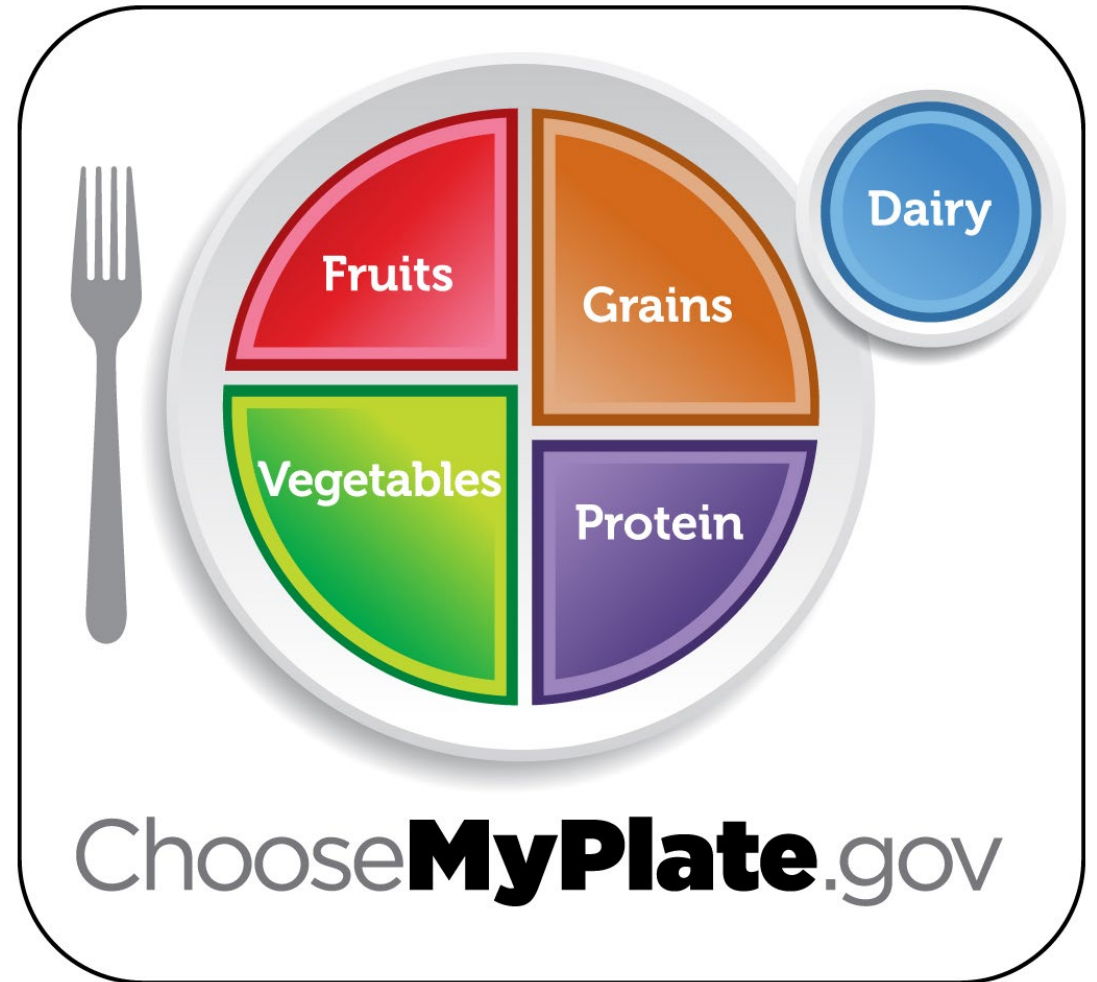 Dairy
Fruits
Grains
Vegetables
Protein
ChooseMyPlate.gov